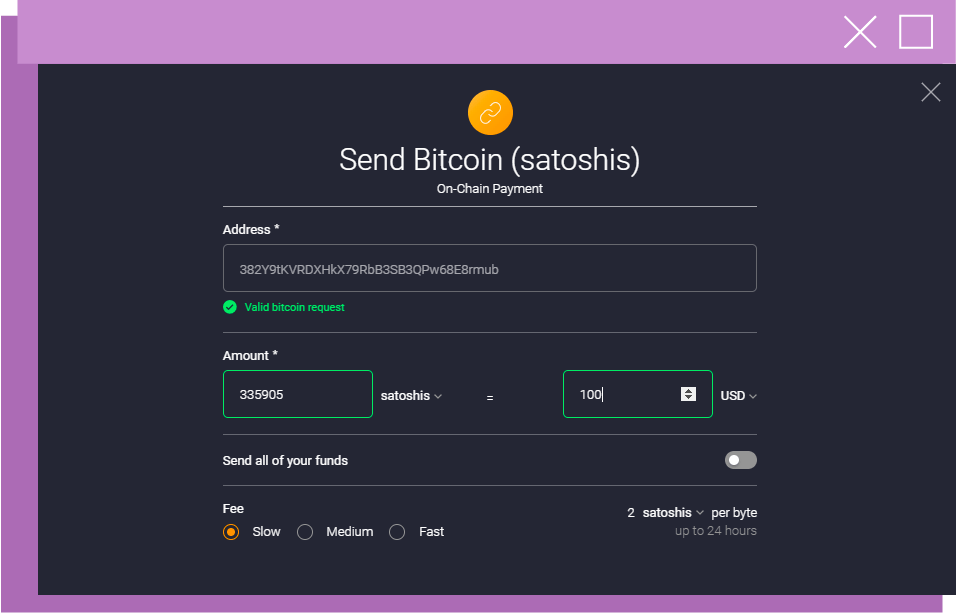 Send Bitcoin (satoshis)
On-Chain Payment
Address *
382Y9tKVRDXHkX79RbB3SB3QPw68E8rmub
Valid bitcoin request
Amount *
335905 satoshis = 100 USD
Send all of your funds
Fee 2 satoshis per byte
Slow Medium Fast up to 24 hours